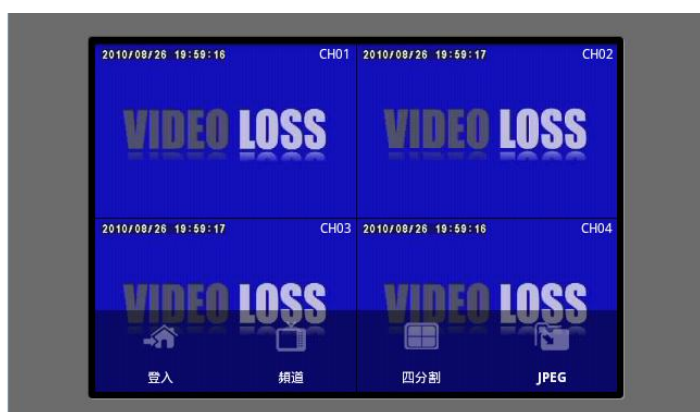 2010/08/26 19:59:16 CH01
VIDEO LOSS
2010/08/26 19:59:17 CH02
VIDEO LOSS
2010/08/26 19:59:17 CH03
VIDEO LOSS
2010/08/26 19:59:16 CH04
VIDEO LOSS
登入
頻道
四分割
JPEG